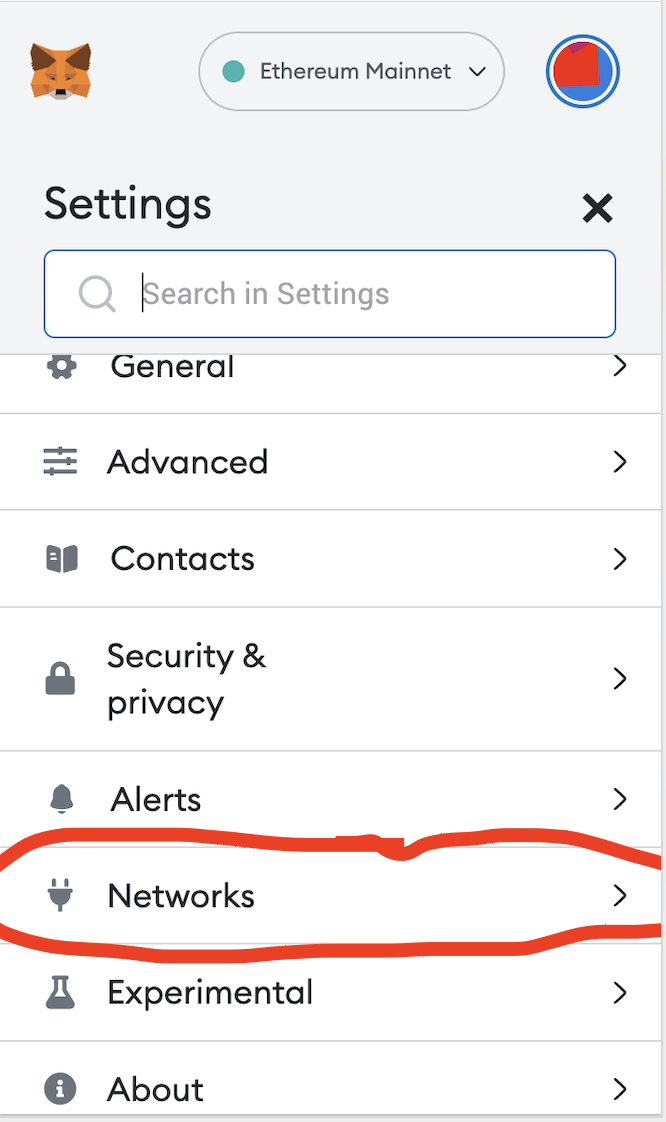 Ethereum Mainnet
Settings
Search in Settings
General
Advanced
Contacts
Security &
privacy
Alerts
Networks
Experimental
About